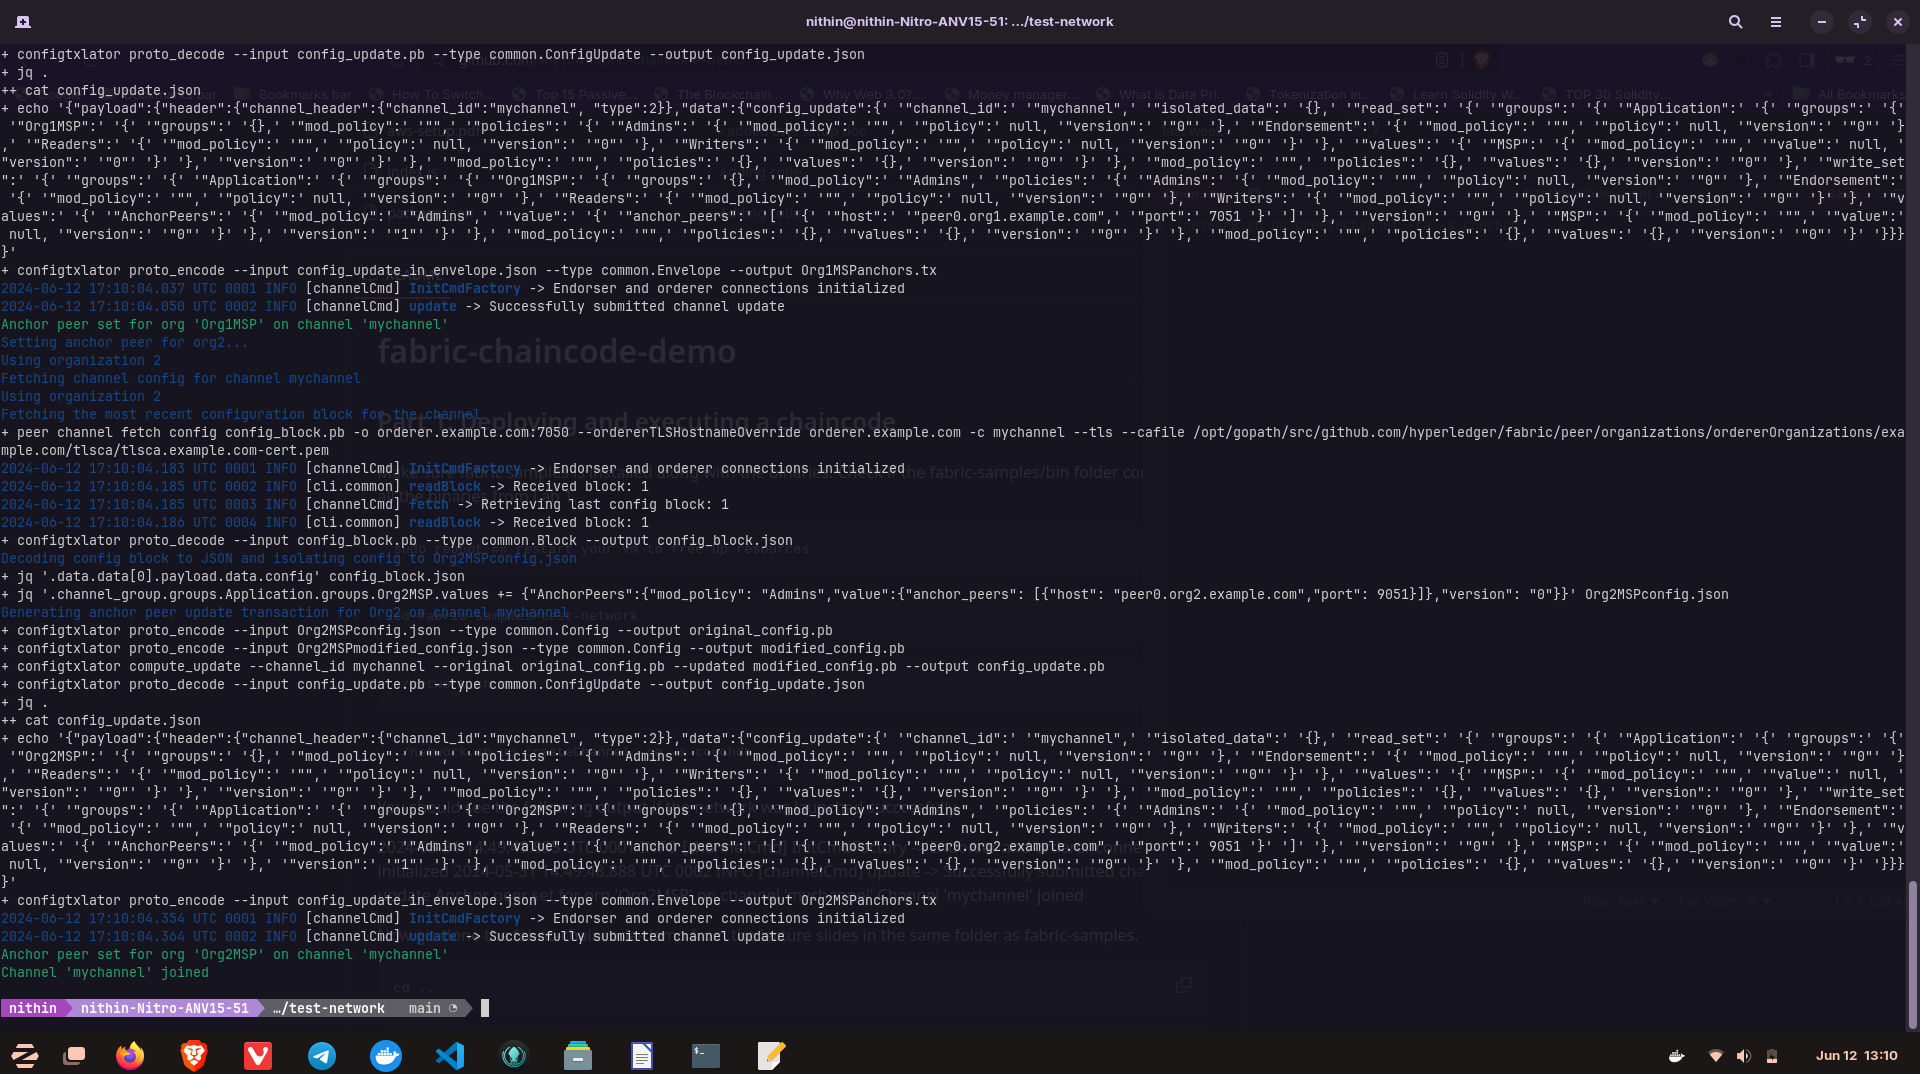 nithin@nithin-Nitro-ANV15-51: .../test-network
+ configtxlator proto_decode --input config_update.pb --type common.ConfigUpdate --output config_update.json
+ jq .
++ cat config_update.json
+ echo '{"payload":{"header":{"channel_header":{"channel_id":"mychannel", "type":2}},"data":{"config_update":{' '"channel_id":' '"mychannel",' '"isolated_data":' '{},' '"read_set":' '{' '"groups":' '{' '"Application":' '{' '"groups":' '{'
'"Org1MSP":' '{' '"groups":' '{},' '"mod_policy":' '"",' '"policies":' '{' '"Admins":' '{' '"mod_policy":' '"",' '"policy":' null, '"version":' '"0"' '},' '"Endorsement":' '{' '"mod_policy":' '"",' '"policy":' null, '"version":' '"0"' '}
,' '"Readers":' '{' '"mod_policy":' '"",' '"policy":' null, '"version":' '"0"' '},' '"Writers":' '{' '"mod_policy":' '"",' '"policy":' null, '"version":' '"0"' '}' '},' '"values":' '{' '"MSP":' '{' '"mod_policy":' '"",' '"value":' null, '
"version":' '"0"' '}' '},' '"version":' '"0"' '}' '},' '"mod_policy":' '"",' '"policies":' '{},' '"values":' '{},' '"version":' '"0"' '}' '},' '"mod_policy":' '"",' '"policies":' '{},' '"values":' '{},' '"version":' '"0"' '},' '"write_set
":' '{' '"groups":' '{' '"Application":' '{' '"groups":' '{' '"Org1MSP":' '{' '"groups":' '{},' '"mod_policy":' '"Admins",' '"policies":' '{' '"Admins":' '{' '"mod_policy":' '"",' '"policy":' null, '"version":' '"0"' '},' '"Endorsement":'
'{' '"mod_policy":' '"",' '"policy":' null, '"version":' '"0"' '},' '"Readers":' '{' '"mod_policy":' '"",' '"policy":' null, '"version":' '"0"' '},' '"Writers":' '{' '"mod_policy":' '"",' '"policy":' null, '"version":' '"0"' '}' '},' '"v
alues":' '{' '"AnchorPeers":' '{' '"mod_policy":' '"Admins",' '"value":' '{' '"anchor_peers":' '[' '{' '"host":' '"peer0.org1.example.com",' '"port":' 7051 '}' ']' '},' '"version":' '"0"' '},' '"MSP":' '{' '"mod_policy":' '"",' '"value":'
null, '"version":' '"0"' '}' '},' '"version":' '"1"' '}' '},' '"mod_policy":' '"",' '"policies":' '{},' '"values":' '{},' '"version":' '"0"' '}' '},' '"mod_policy":' '"",' '"policies":' '{},' '"values":' '{},' '"version":' '"0"' '}' '}}}
}'
+ configtxlator proto_encode --input config_update_in_envelope.json --type common.Envelope --output Org1MSPanchors.tx
2024-06-12 17:10:04.037 UTC 0001 INFO [channelCmd] InitCmdFactory -> Endorser and orderer connections initialized
2024-06-12 17:10:04.050 UTC 0002 INFO [channelCmd] update -> Successfully submitted channel update
Anchor peer set for org 'Org1MSP' on channel 'mychannel'
Setting anchor peer for org2...
Using organization 2
Fetching channel config for channel mychannel
Using organization 2
Fetching the most recent configuration block for the channel
+ peer channel fetch config config_block.pb -o orderer.example.com:7050 --ordererTLSHostnameOverride orderer.example.com -c mychannel --tls --cafile /opt/gopath/src/github.com/hyperledger/fabric/peer/organizations/ordererOrganizations/exa
mple.com/tlsca/tlsca.example.com-cert.pem
2024-06-12 17:10:04.183 UTC 0001 INFO [channelCmd] InitCmdFactory -> Endorser and orderer connections initialized
2024-06-12 17:10:04.185 UTC 0002 INFO [cli.common] readBlock -> Received block: 1
2024-06-12 17:10:04.185 UTC 0003 INFO [channelCmd] fetch -> Retrieving last config block: 1
2024-06-12 17:10:04.186 UTC 0004 INFO [cli.common] readBlock -> Received block: 1
+ configtxlator proto_decode --input config_block.pb --type common.Block --output config_block.json
Decoding config block to JSON and isolating config to Org2MSPconfig.json
+ jq '.data.data[0].payload.data.config' config_block.json
+ jq '.channel_group.groups.Application.groups.Org2MSP.values += {"AnchorPeers":{"mod_policy": "Admins","value":{"anchor_peers": [{"host": "peer0.org2.example.com","port": 9051}]},"version": "0"}}' Org2MSPconfig.json
Generating anchor peer update transaction for Org2 on channel mychannel
+ configtxlator proto_encode --input Org2MSPconfig.json --type common.Config --output original_config.pb
+ configtxlator proto_encode --input Org2MSPmodified_config.json --type common.Config --output modified_config.pb
+ configtxlator compute_update --channel_id mychannel --original original_config.pb --updated modified_config.pb --output config_update.pb
+ configtxlator proto_decode --input config_update.pb --type common.ConfigUpdate --output config_update.json
+ jq .
++ cat config_update.json
+ echo '{"payload":{"header":{"channel_header":{"channel_id":"mychannel", "type":2}},"data":{"config_update":{' '"channel_id":' '"mychannel",' '"isolated_data":' '{},' '"read_set":' '{' '"groups":' '{' '"Application":' '{' '"groups":' '{'
'"Org2MSP":' '{' '"groups":' '{},' '"mod_policy":' '"",' '"policies":' '{' '"Admins":' '{' '"mod_policy":' '"",' '"policy":' null, '"version":' '"0"' '},' '"Endorsement":' '{' '"mod_policy":' '"",' '"policy":' null, '"version":' '"0"' '}
,' '"Readers":' '{' '"mod_policy":' '"",' '"policy":' null, '"version":' '"0"' '},' '"Writers":' '{' '"mod_policy":' '"",' '"policy":' null, '"version":' '"0"' '}' '},' '"values":' '{' '"MSP":' '{' '"mod_policy":' '"",' '"value":' null, '
"version":' '"0"' '}' '},' '"version":' '"0"' '}' '},' '"mod_policy":' '"",' '"policies":' '{},' '"values":' '{},' '"version":' '"0"' '}' '},' '"mod_policy":' '"",' '"policies":' '{},' '"values":' '{},' '"version":' '"0"' '},' '"write_set
":' '{' '"groups":' '{' '"Application":' '{' '"groups":' '{' '"Org2MSP":' '{' '"groups":' '{},' '"mod_policy":' '"Admins",' '"policies":' '{' '"Admins":' '{' '"mod_policy":' '"",' '"policy":' null, '"version":' '"0"' '},' '"Endorsement":'
'{' '"mod_policy":' '"",' '"policy":' null, '"version":' '"0"' '},' '"Readers":' '{' '"mod_policy":' '"",' '"policy":' null, '"version":' '"0"' '},' '"Writers":' '{' '"mod_policy":' '"",' '"policy":' null, '"version":' '"0"' '}' '},' '"v
alues":' '{' '"AnchorPeers":' '{' '"mod_policy":' '"Admins",' '"value":' '{' '"anchor_peers":' '[' '{' '"host":' '"peer0.org2.example.com",' '"port":' 9051 '}' ']' '},' '"version":' '"0"' '},' '"MSP":' '{' '"mod_policy":' '"",' '"value":'
null, '"version":' '"0"' '}' '},' '"version":' '"1"' '}' '},' '"mod_policy":' '"",' '"policies":' '{},' '"values":' '{},' '"version":' '"0"' '}' '},' '"mod_policy":' '"",' '"policies":' '{},' '"values":' '{},' '"version":' '"0"' '}' '}}}
}'
+ configtxlator proto_encode --input config_update_in_envelope.json --type common.Envelope --output Org2MSPanchors.tx
2024-06-12 17:10:04.354 UTC 0001 INFO [channelCmd] InitCmdFactory -> Endorser and orderer connections initialized
2024-06-12 17:10:04.364 UTC 0002 INFO [channelCmd] update -> Successfully submitted channel update
Anchor peer set for org 'Org2MSP' on channel 'mychannel'
Channel 'mychannel' joined
nithin nithin-Nitro-ANV15-51 …/test-network main
fabric-chaincode-demo
Part 1: Deploying and executing a chaincode
cd ..
Jun 12 13:10